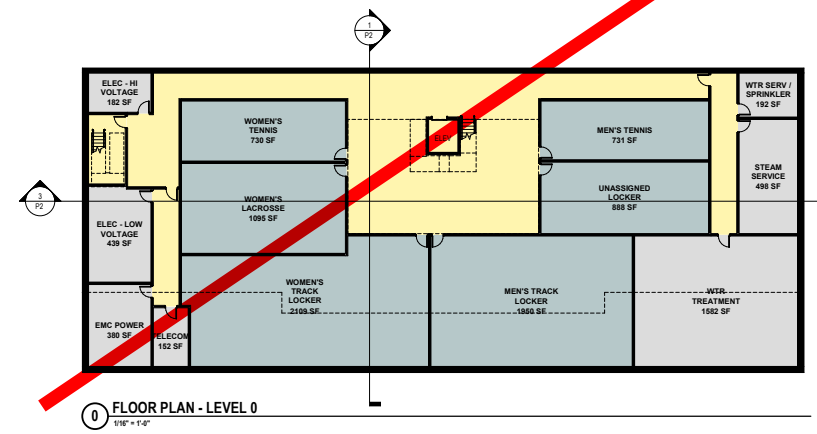 1
P2
ELEC - HI
VOLTAGE
182 SF
WTR SERV /
SPRINKLER
192 SF
WOMEN'S
TENNIS
730 SF
ELEV
MEN'S TENNIS
731 SF
STEAM
SERVICE
498 SF
3
P2
WOMEN'S
LACROSSE
1095 SF
UNASSIGNED
LOCKER
888 SF
ELEC - LOW
VOLTAGE
439 SF
WOMEN'S
TRACK
LOCKER
2109 SF
MEN'S TRACK
LOCKER
1950 SF
WTR
TREATMENT
1582 SF
EMC POWER
380 SF
TELECOM
152 SF
0
FLOOR PLAN - LEVEL 0
1/16" = 1'-0"